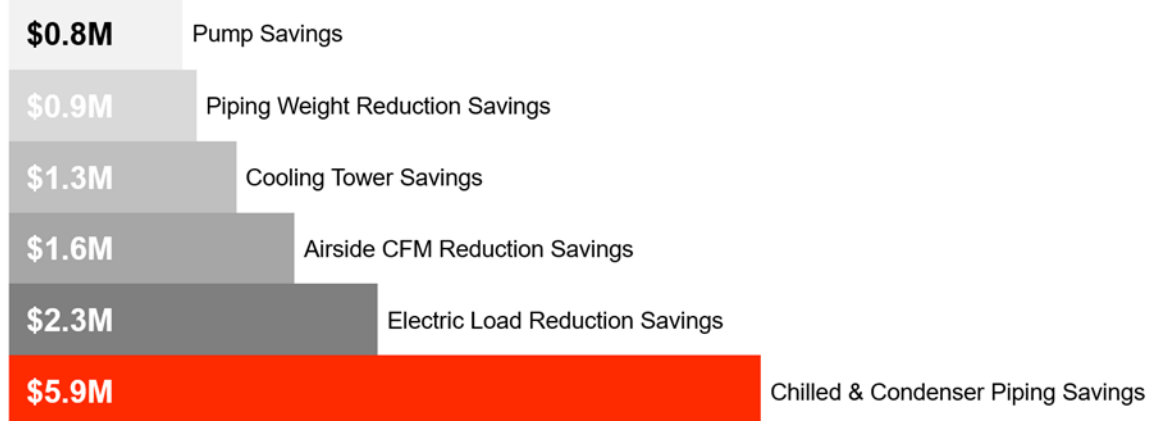 $0.8M Pump Savings
$0.9M Piping Weight Reduction Savings
$1.3M Cooling Tower Savings
$1.6M Airside CFM Reduction Savings
$2.3M Electric Load Reduction Savings
$5.9M Chilled & Condenser Piping Savings